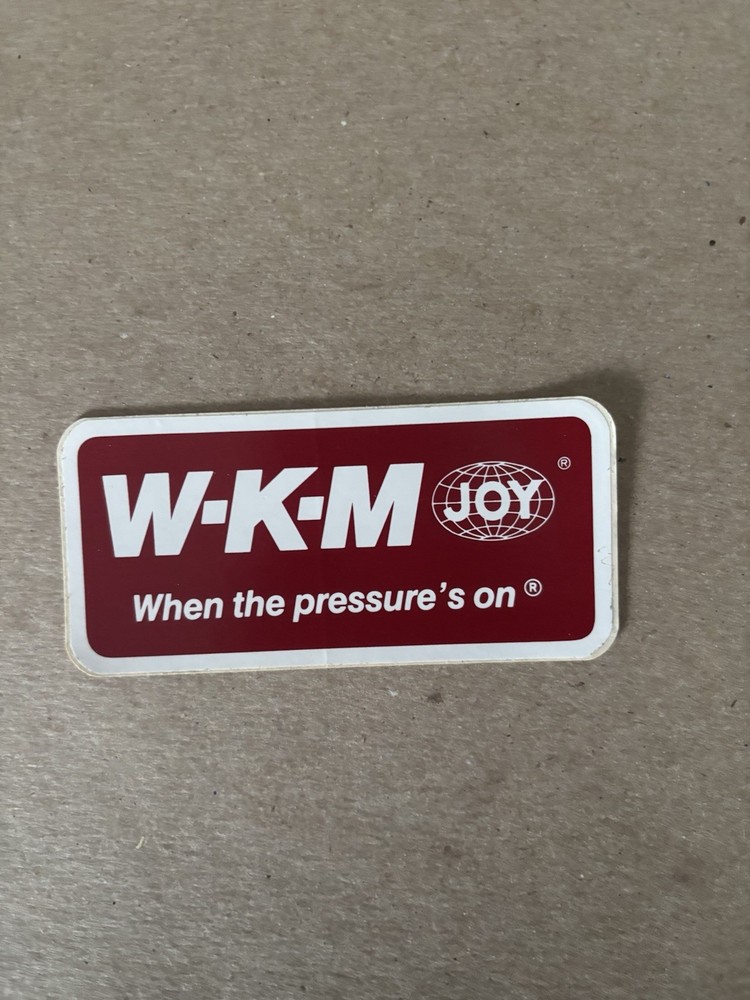 W·K·M JOY ®
When the pressure's on ®